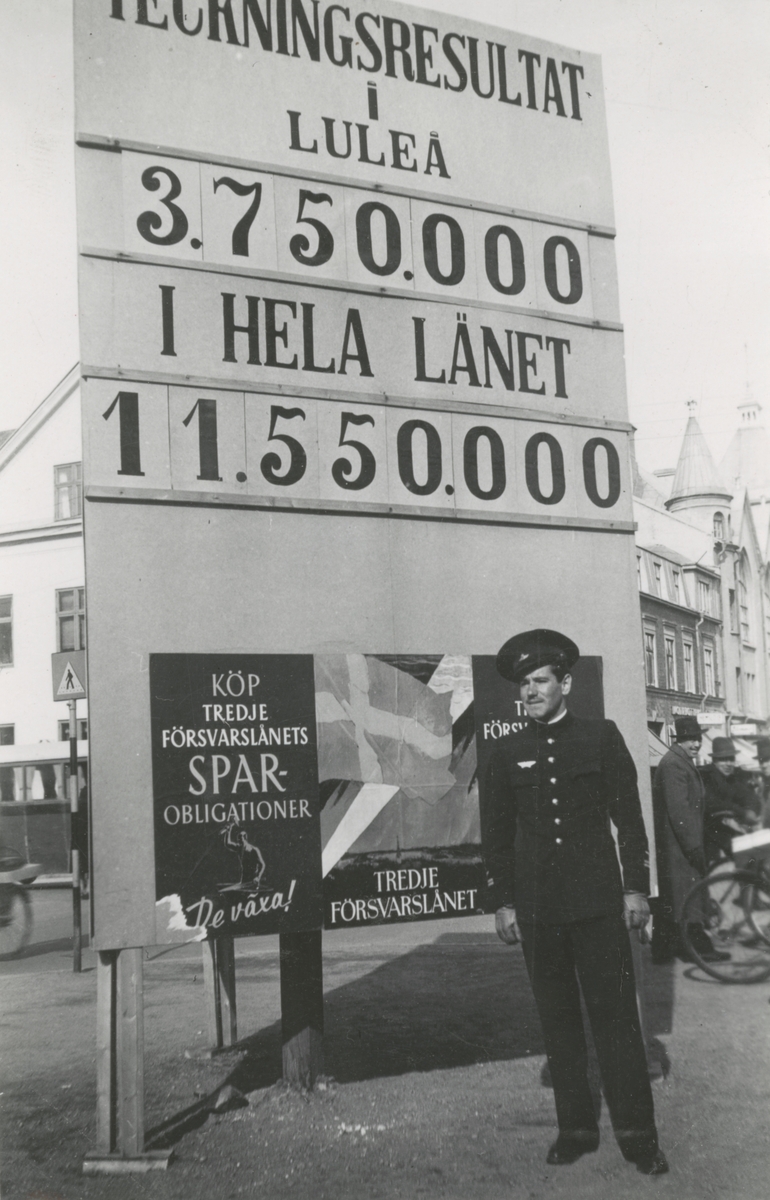 TECKNINGSRESULTAT
i
LULEÅ
3.750.000
I HELA LÄNET
11.550.000
KÖP
TREDJE
FÖRSVARSLÅNETS
SPAR-
OBLIGATIONER
De växa!
TREDJE
FÖRSVARSLÅNET